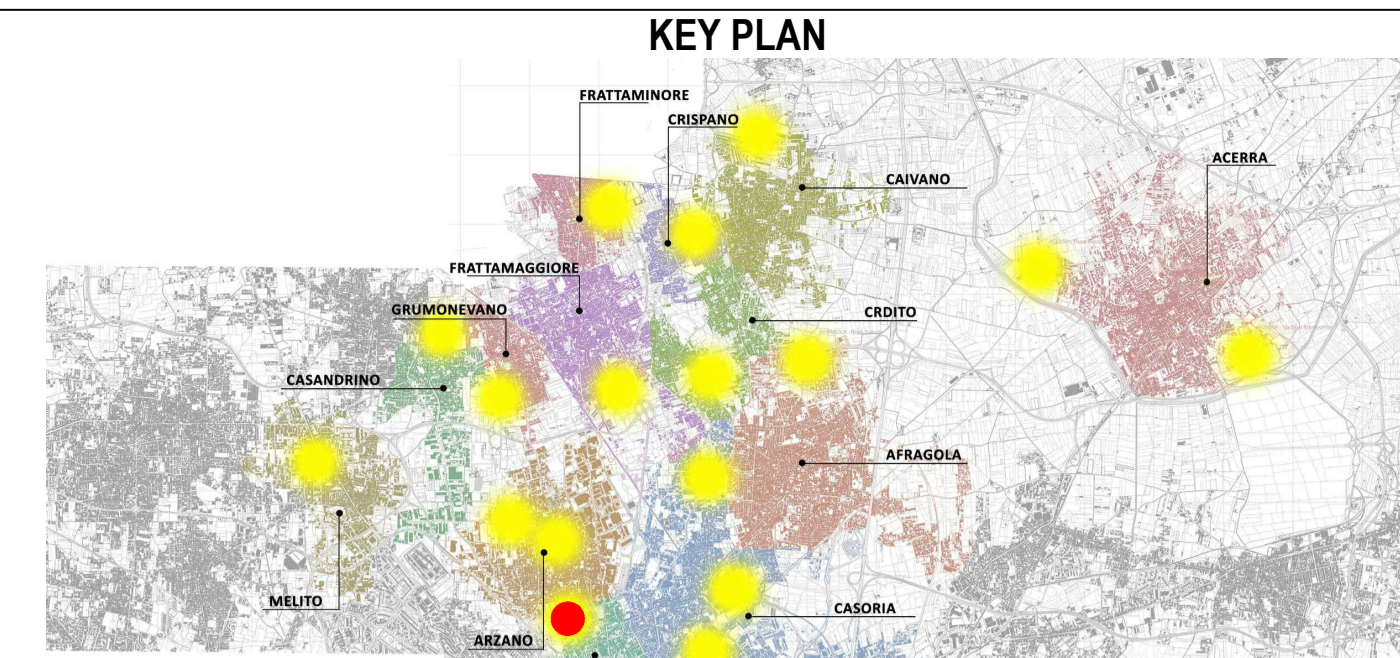 KEY PLAN
FRATTAMINORE
CRISPANO
ACERRA
CAIVANO
FRATTAMAGGIORE
GRUMONEVANO
CRDITO
CASANDRINO
AFRAGOLA
MELITO
CASORIA
ARZANO